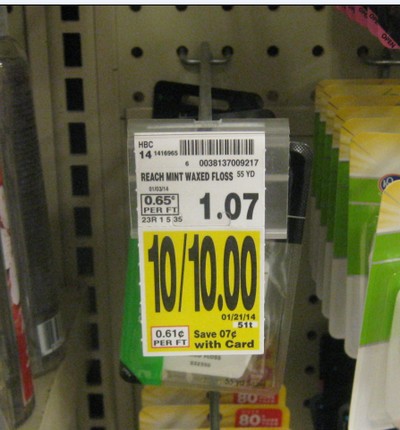 HBC
14 1416965
6 0038137009217
REACH MINT WAXED FLOSS 55 YD
01/03/14
0.65¢
PER FT
1.07
23R 1 5 35
10/10.00
01/21/14
511
0.61¢
PER FT
Save 07¢
with Card
80
80
OPEN